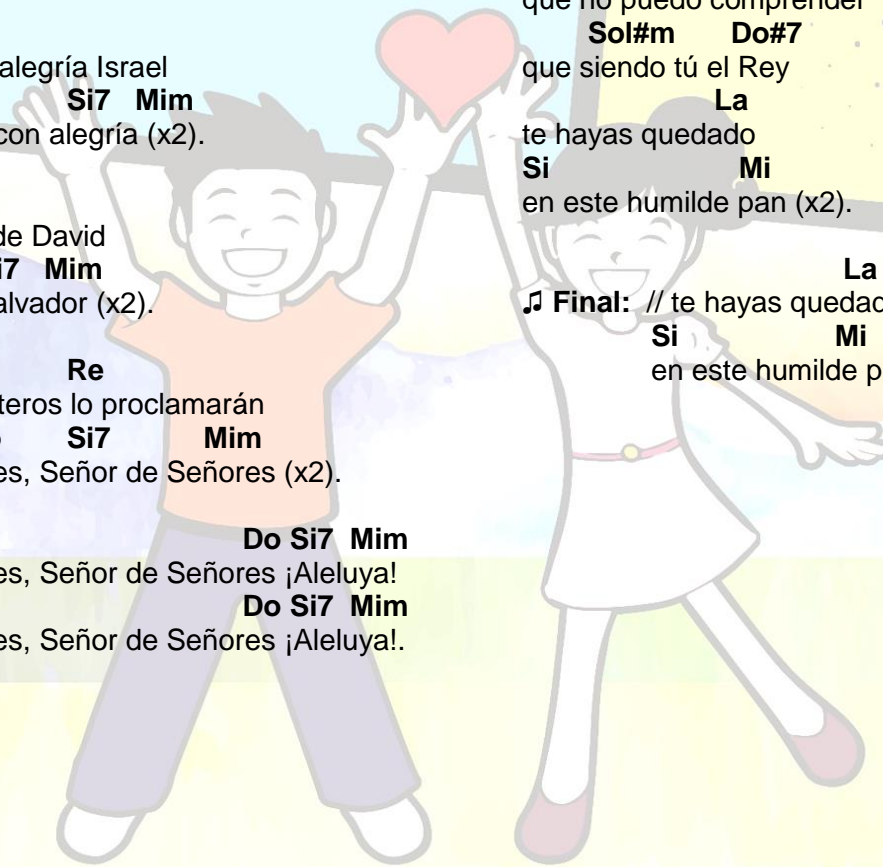 alegría Israel
Si7 Mim
con alegría (x2).
de David
Mim
alvador (x2).
Re
teros lo proclamarán
Si7 Mim
es, Señor de Señores (x2).
Do Si7 Mim
es, Señor de Señores ¡Aleluya!
Do Si7 Mim
es, Señor de Señores ¡Aleluya!.
que no puedo comprender
Sol#m Do#7
que siendo tú el Rey
La
te hayas quedado
Si Mi
en este humilde pan (x2).
La
♫ Final: // te hayas quedad
Si Mi
en este humilde p